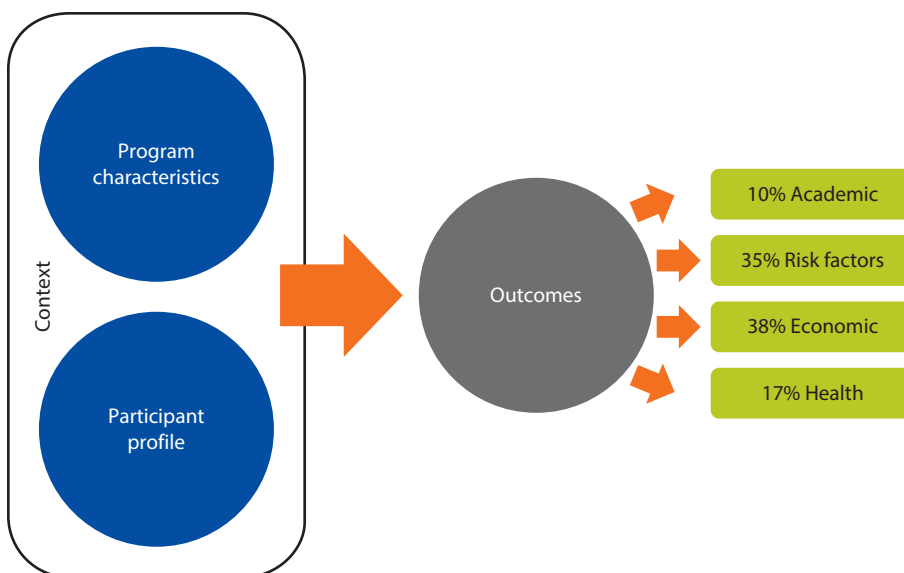 Context
Program
characteristics
Participant
profile
Outcomes
10% Academic
35% Risk factors
38% Economic
17% Health